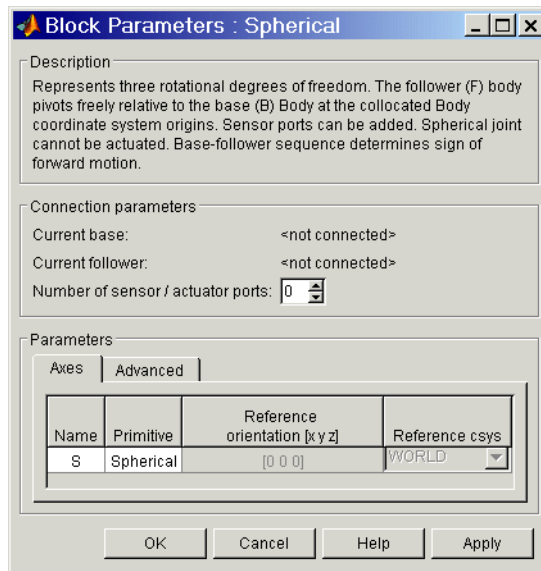 Block Parameters : Spherical
Description
Represents three rotational degrees of freedom. The follower (F) body
pivots freely relative to the base (B) Body at the collocated Body
coordinate system origins. Sensor ports can be added. Spherical joint
cannot be actuated. Base-follower sequence determines sign of
forward motion.
Connection parameters
Current base: <not connected>
Current follower: <not connected>
Number of sensor / actuator ports: 0
Parameters
Axes Advanced
Name Primitive Reference orientation [x y z] Reference csys
S Spherical [0 0 0] WORLD
OK Cancel Help Apply